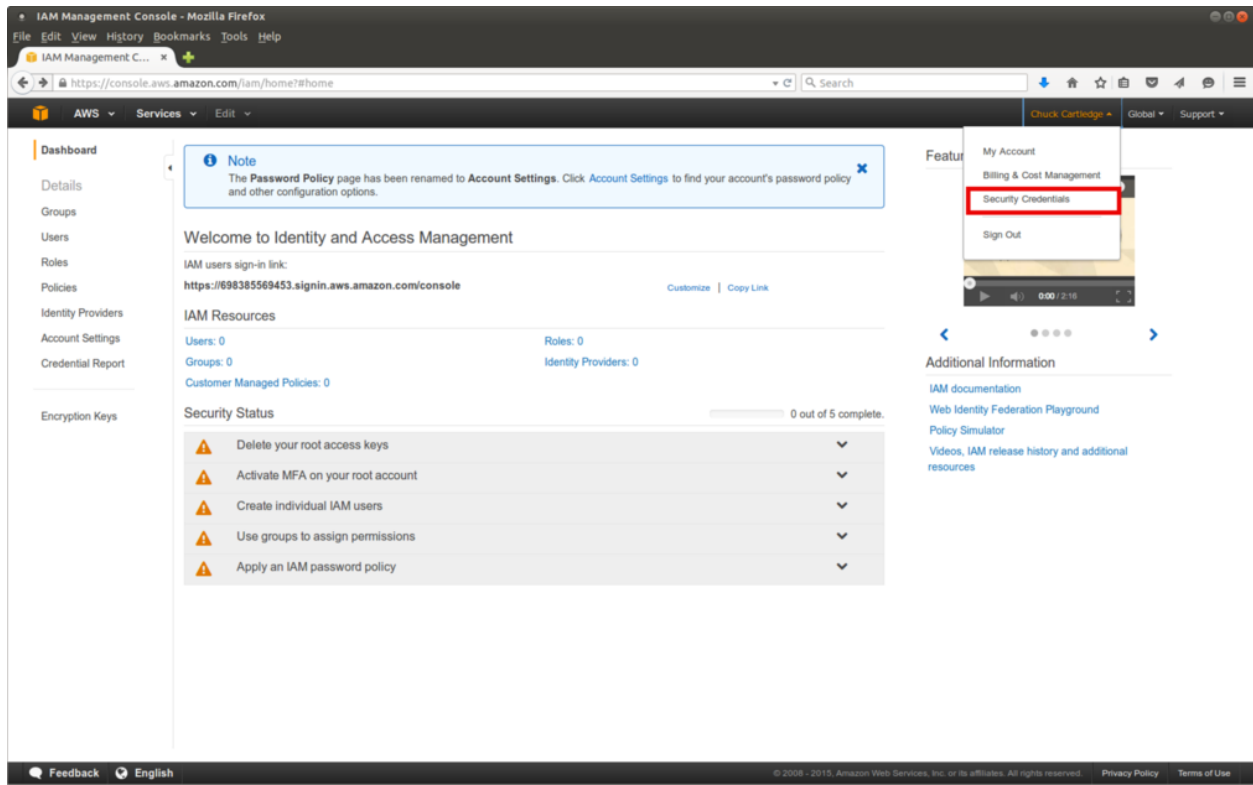 IAM Management Console - Mozilla Firefox
File Edit View History Bookmarks Tools Help
IAM Management C...
https://console.aws.amazon.com/iam/home?#home
Search
AWS Services Edit
Chuck Cartledge Global Support
Dashboard
Details
Groups
Users
Roles
Policies
Identity Providers
Account Settings
Credential Report
Encryption Keys
Note
The Password Policy page has been renamed to Account Settings. Click Account Settings to find your account's password policy
and other configuration options.
Welcome to Identity and Access Management
IAM users sign-in link:
https://698385569453.signin.aws.amazon.com/console
Customize | Copy Link
IAM Resources
Users: 0 Roles: 0
Groups: 0 Identity Providers: 0
Customer Managed Policies: 0
Security Status 0 out of 5 complete.
Delete your root access keys
Activate MFA on your root account
Create individual IAM users
Use groups to assign permissions
Apply an IAM password policy
Featu
My Account
Billing & Cost Management
Security Credentials
Sign Out
0:00 / 2:16
Additional Information
IAM documentation
Web Identity Federation Playground
Policy Simulator
Videos, IAM release history and additional
resources
Feedback English
© 2008 - 2015, Amazon Web Services, Inc. or its affiliates. All rights reserved. Privacy Policy Terms of Use